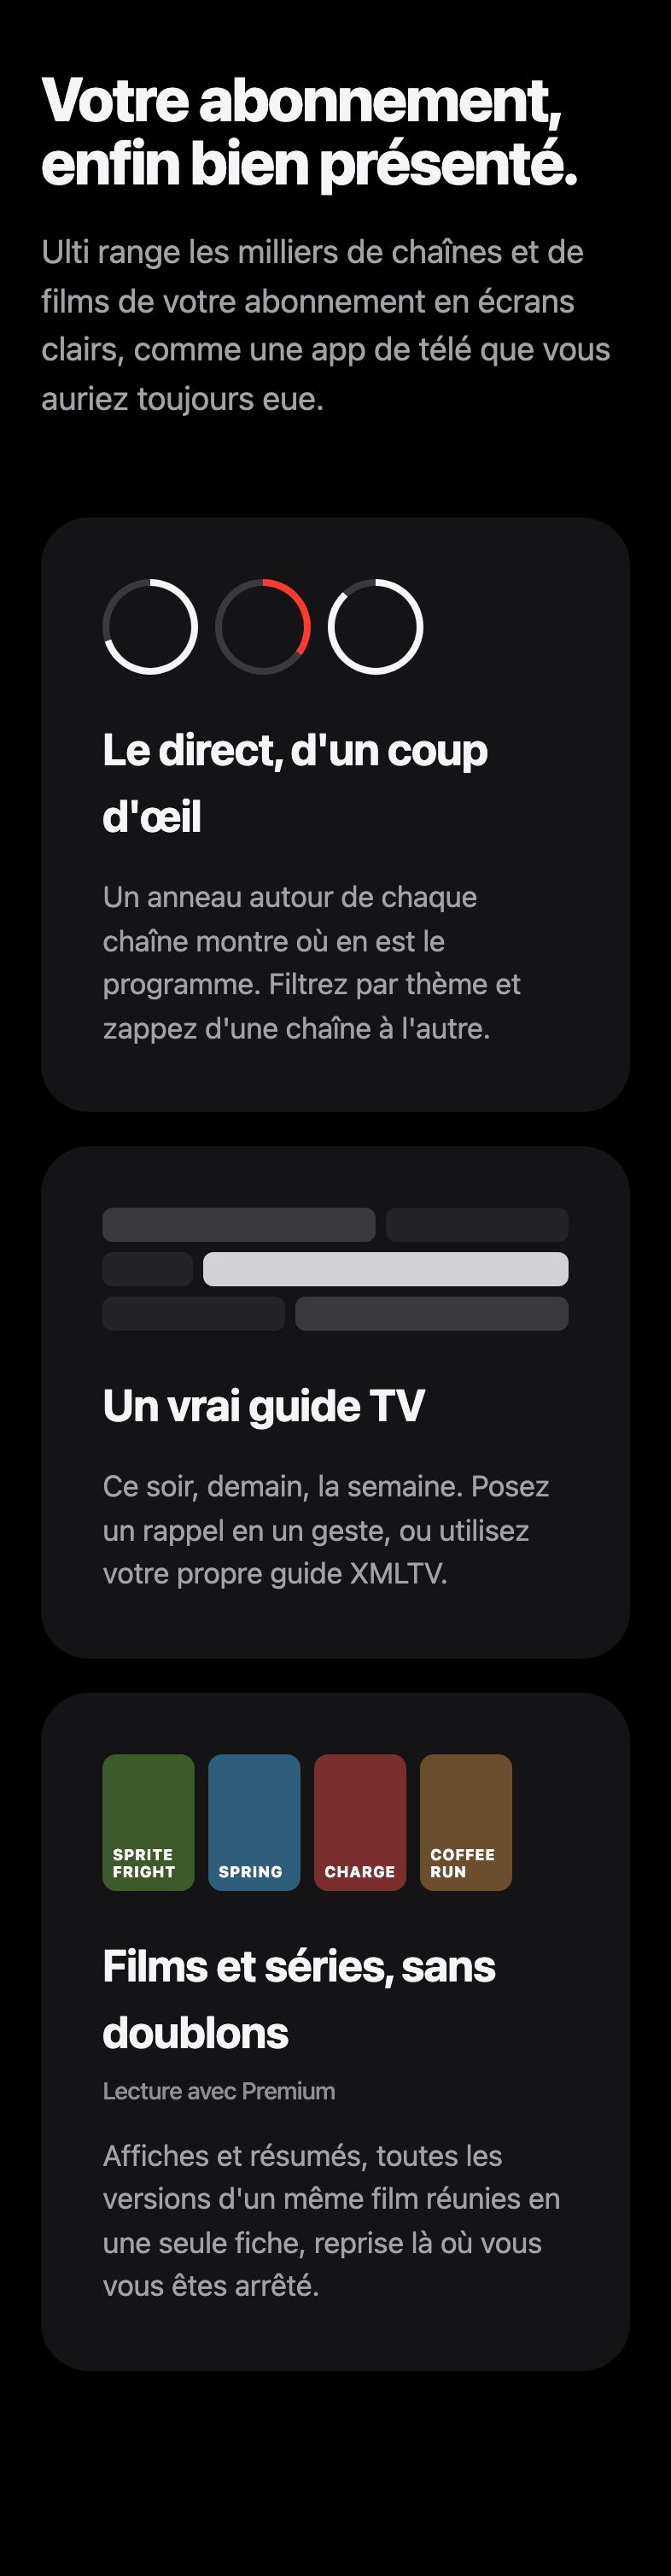 Votre abonnement,
enfin bien présenté.
Ulti range les milliers de chaînes et de
films de votre abonnement en écrans
clairs, comme une app de télé que vous
auriez toujours eue.
Le direct, d'un coup
d'œil
Un anneau autour de chaque
chaîne montre où en est le
programme. Filtrez par thème et
zappez d'une chaîne à l'autre.
Un vrai guide TV
Ce soir, demain, la semaine. Posez
un rappel en un geste, ou utilisez
votre propre guide XMLTV.
SPRITE
FRIGHT
SPRING
CHARGE
COFFEE
RUN
Films et séries, sans
doublons
Lecture avec Premium
Affiches et résumés, toutes les
versions d'un même film réunies en
une seule fiche, reprise là où vous
vous êtes arrêté.